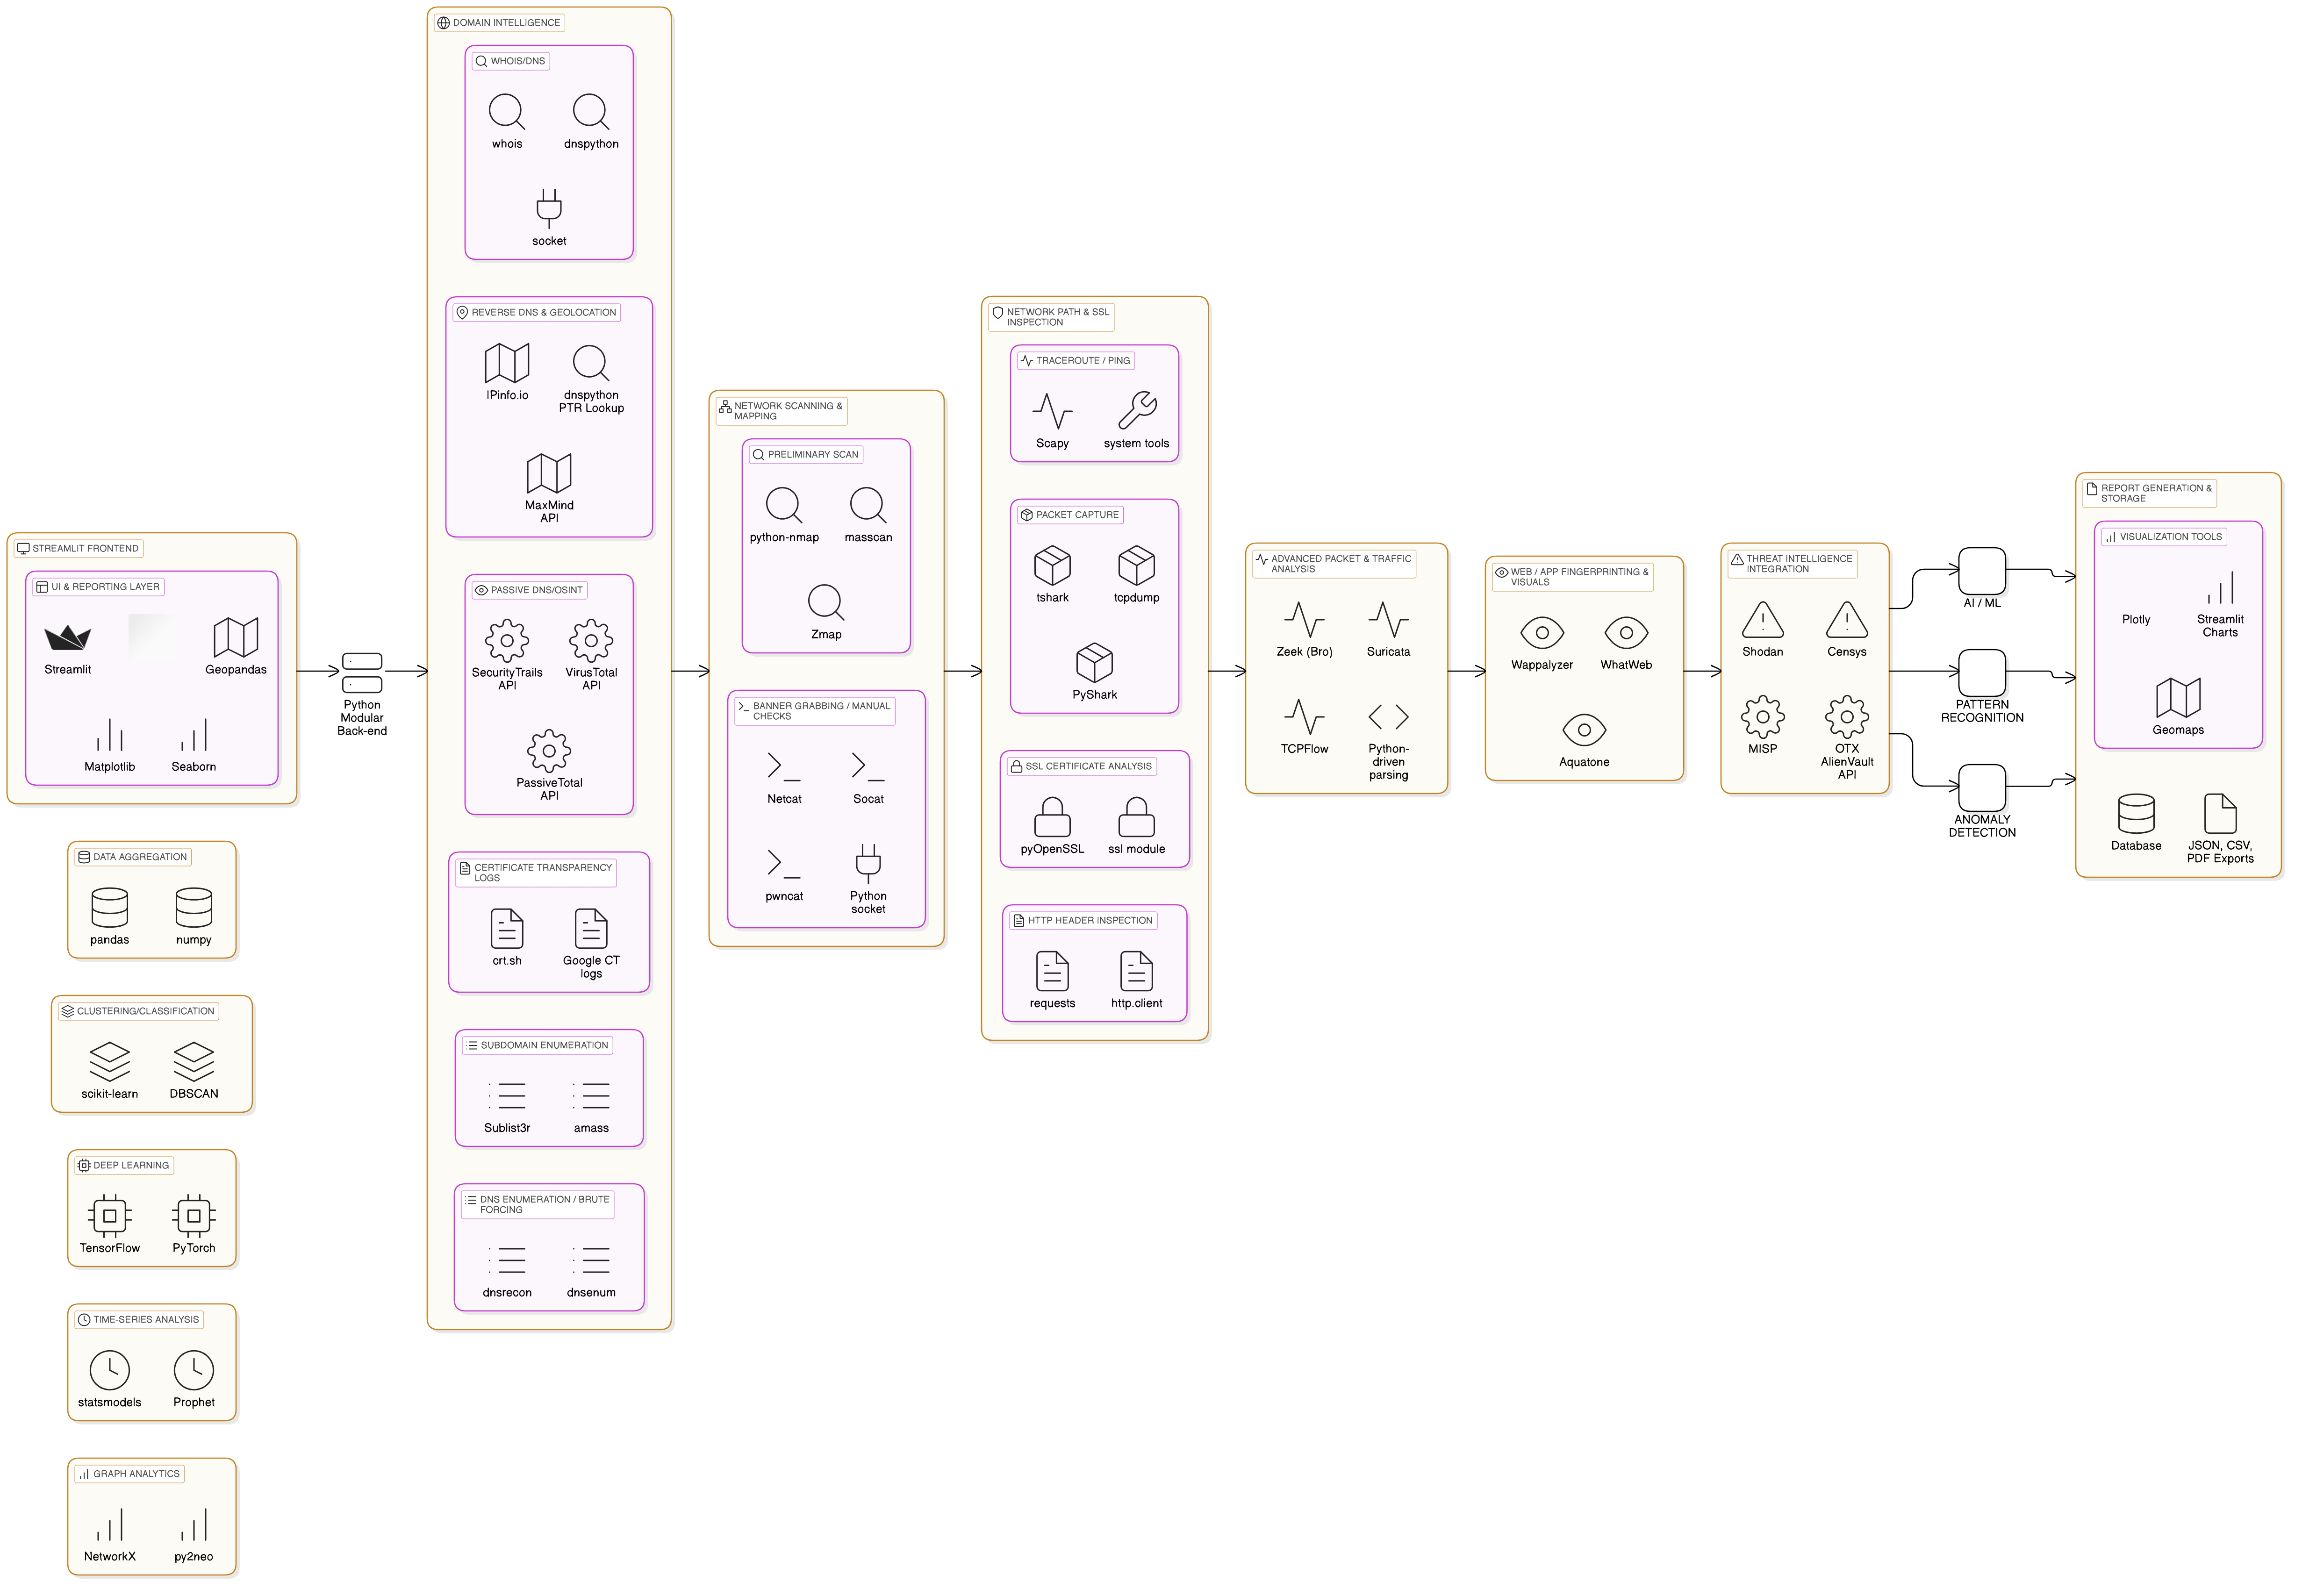 STREAMLIT FRONTEND
UI & REPORTING LAYER
Streamlit
Geopandas
Matplotlib
Seaborn
DATA AGGREGATION
pandas
numpy
CLUSTERING/CLASSIFICATION
scikit-learn
DBSCAN
DEEP LEARNING
TensorFlow
PyTorch
TIME-SERIES ANALYSIS
statsmodels
Prophet
GRAPH ANALYTICS
NetworkX
py2neo
Python
Modular
Back-end
DOMAIN INTELLIGENCE
WHOIS/DNS
whois
dnspython
socket
REVERSE DNS & GEOLOCATION
IPinfo.io
dnspython
PTR Lookup
MaxMind
API
PASSIVE DNS/OSINT
SecurityTrails
API
VirusTotal
API
PassiveTotal
API
CERTIFICATE TRANSPARENCY
LOGS
crt.sh
Google CT
logs
SUBDOMAIN ENUMERATION
Sublist3r
amass
DNS ENUMERATION / BRUTE
FORCING
dnsrecon
dnsenum
NETWORK SCANNING &
MAPPING
PRELIMINARY SCAN
python-nmap
masscan
Zmap
BANNER GRABBING / MANUAL
CHECKS
Netcat
Socat
pwncat
Python
socket
NETWORK PATH & SSL
INSPECTION
TRACEROUTE / PING
Scapy
system tools
PACKET CAPTURE
tshark
tcpdump
PyShark
SSL CERTIFICATE ANALYSIS
pyOpenSSL
ssl module
HTTP HEADER INSPECTION
requests
http.client
ADVANCED PACKET & TRAFFIC
ANALYSIS
Zeek (Bro)
Suricata
TCPFlow
Python-
driven
parsing
WEB / APP FINGERPRINTING &
VISUALS
Wappalyzer
WhatWeb
Aquatone
THREAT INTELLIGENCE
INTEGRATION
Shodan
Censys
MISP
OTX
AlienVault
API
AI / ML
PATTERN
RECOGNITION
ANOMALY
DETECTION
REPORT GENERATION &
STORAGE
VISUALIZATION TOOLS
Plotly
Streamlit
Charts
Geomaps
Database
JSON, CSV,
PDF Exports